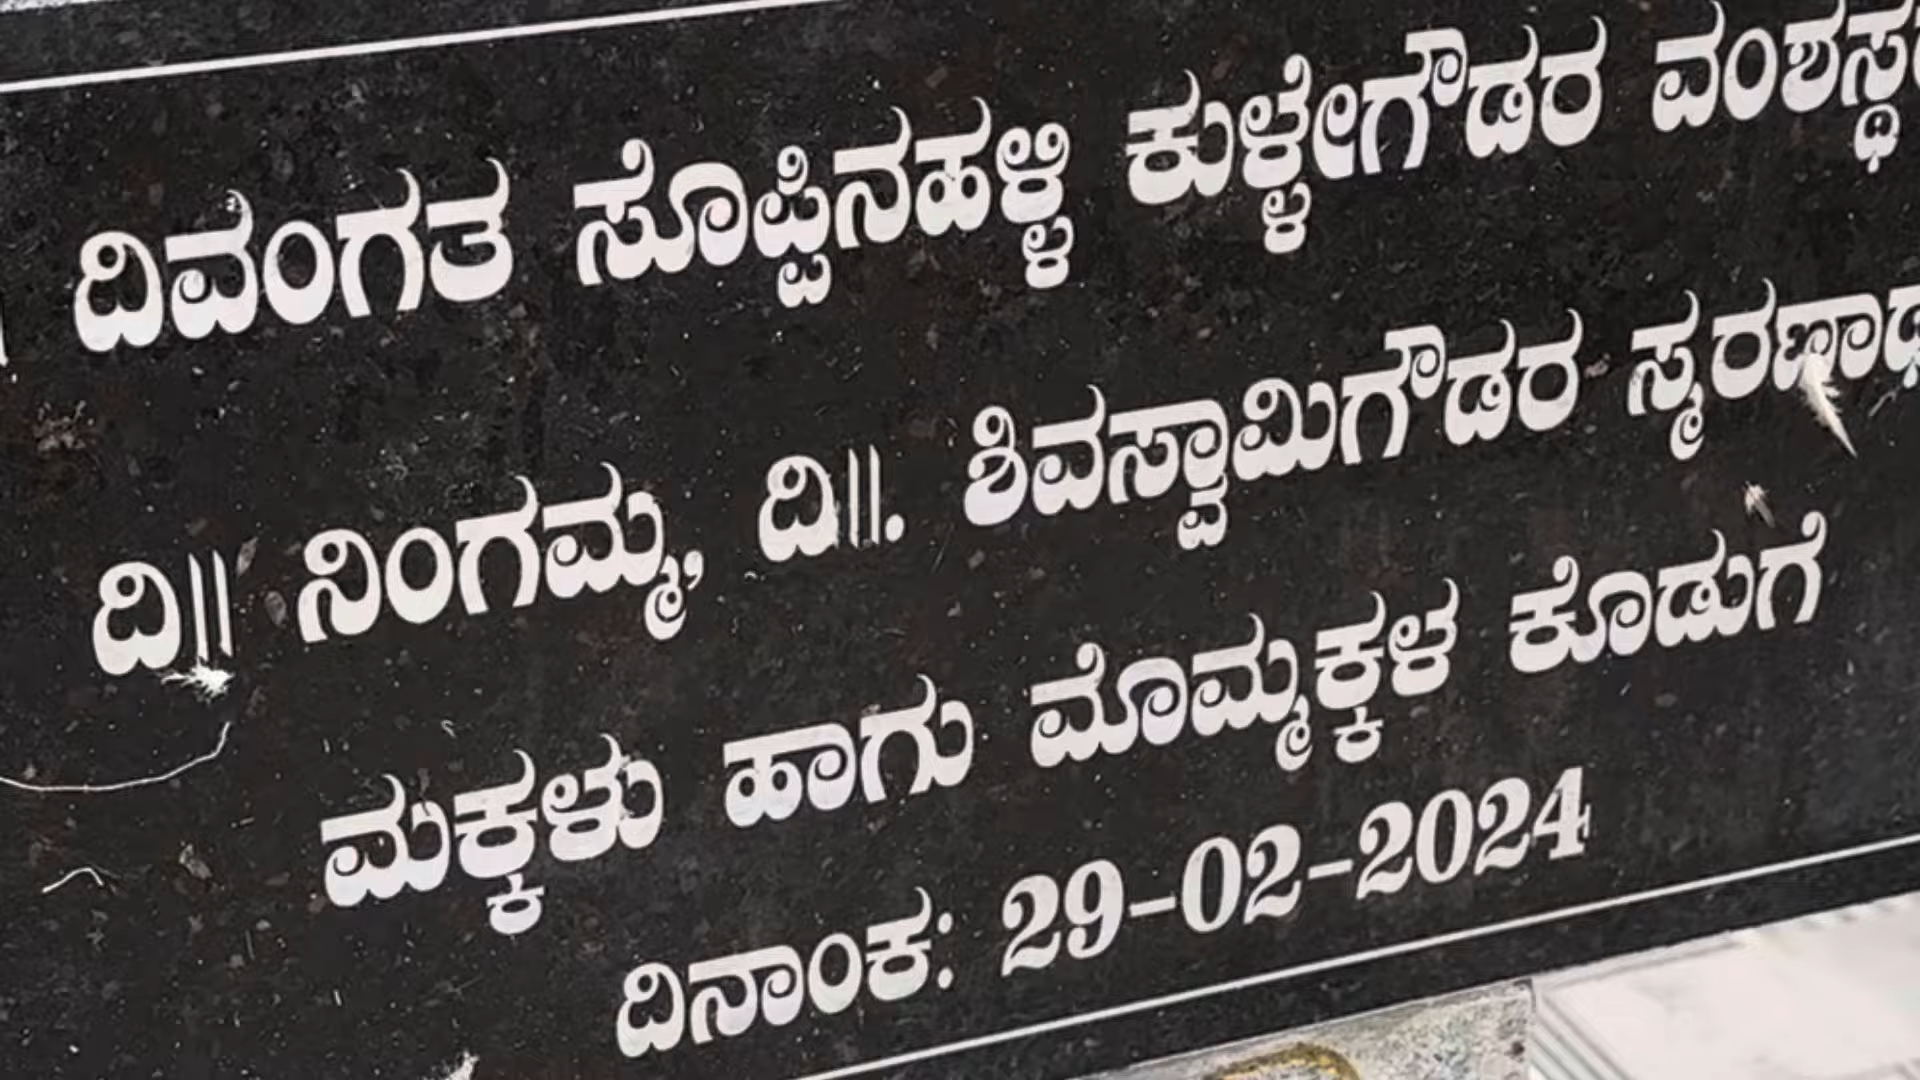 ದಿವಂಗತ ಸೊಪ್ಪಿನಹಳ್ಳಿ ಕುಳ್ಳೇಗೌಡರ
ದಿ|| ನಿಂಗಮ್ಮ, ದಿ||. ಶಿವಸ್ವಾಮಿಗೌಡರ
ಮಕ್ಕಳು ಹಾಗು ಮೊಮ್ಮಕ್ಕಳ ಕೊಡುಗೆ
ದಿನಾಂಕ: 29-02-2024